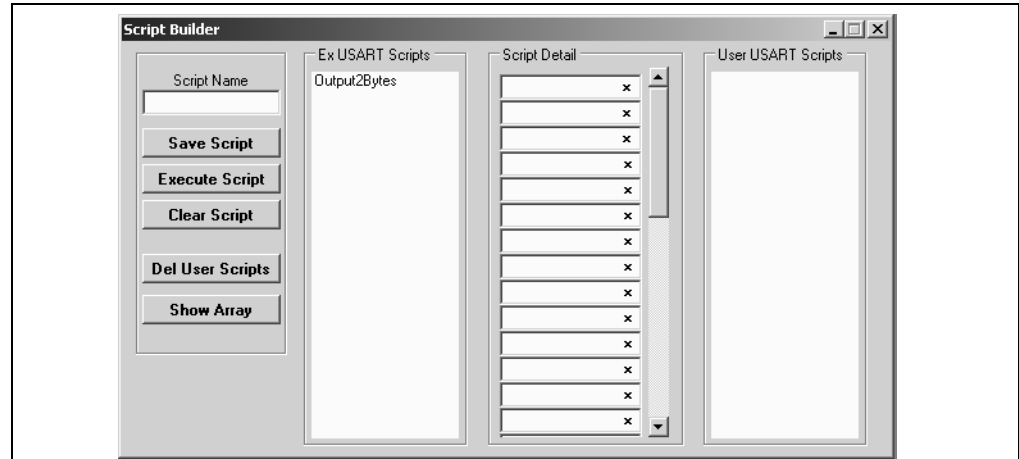 Script Builder
Script Name
Save Script
Execute Script
Clear Script
Del User Scripts
Show Array
Ex USART Scripts
Output2Bytes
Script Detail
x
x
x
x
x
x
x
x
x
x
x
x
x
x
User USART Scripts